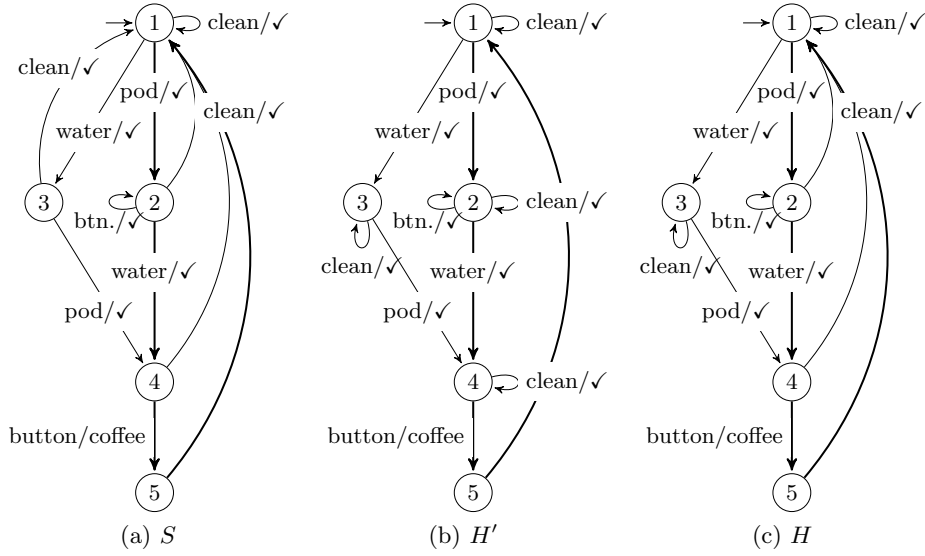 1 clean/✓ 1 clean/✓ 1 clean/✓
clean/✓ pod/✓ pod/✓ pod/✓
clean/✓ clean/✓
water/✓ water/✓ water/✓
3 2 3 2 clean/✓ 3 2
btn./✓ btn./✓ btn./✓
water/✓ clean/✓ water/✓ clean/✓ water/✓
pod/✓ pod/✓ pod/✓
4 4 clean/✓ 4
button/coffee button/coffee button/coffee
5 5 5
(a) S (b) H′ (c) H